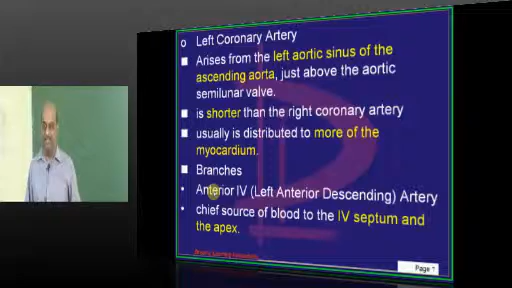 Left Coronary Artery
Arises from the left aortic sinus of the
ascending aorta, just above the aortic
semilunar valve.
is shorter than the right coronary artery
usually is distributed to more of the
myocardium.
Branches
Anterior IV (Left Anterior Descending) Artery
chief source of blood to the IV septum and
the apex.
Page